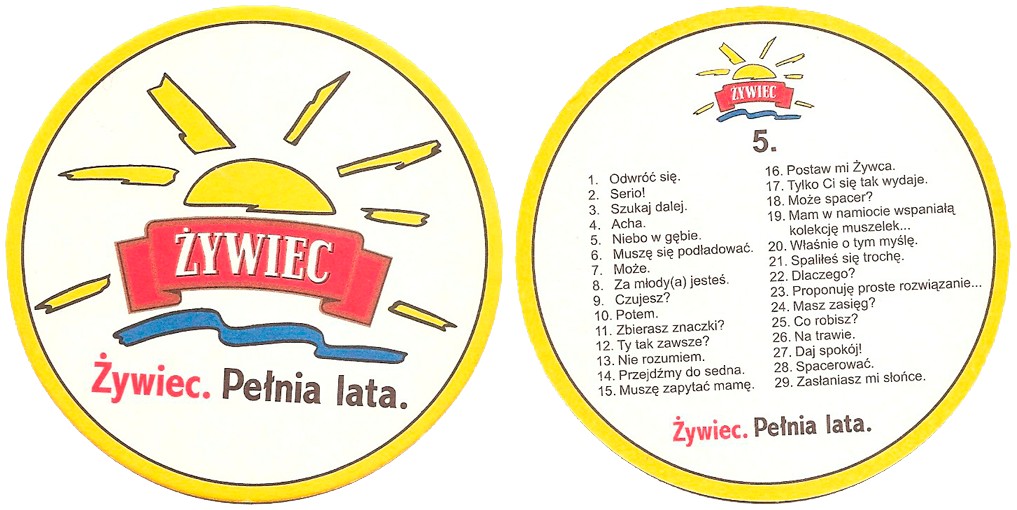 ŻYWIEC
Żywiec. Pełnia lata.
ŻYWIEC
5.
1. Odwróć się.
2. Serio!
3. Szukaj dalej.
4. Acha.
5. Niebo w gębie.
6. Muszę się podładować.
7. Może.
8. Za młody(a) jesteś.
9. Czujesz?
10. Potem.
11. Zbierasz znaczki?
12. Ty tak zawsze?
13. Nie rozumiem.
14. Przejdźmy do sedna.
15. Muszę zapytać mamę.
16. Postaw mi Żywca.
17. Tylko Ci się tak wydaje.
18. Może spacer?
19. Mam w namiocie wspaniałą
kolekcję muszelek...
20. Właśnie o tym myślę.
21. Spaliłeś się trochę.
22. Dlaczego?
23. Proponuję proste rozwiązanie...
24. Masz zasięg?
25. Co robisz?
26. Na trawie.
27. Daj spokój!
28. Spacerować.
29. Zasłaniasz mi słońce.
Żywiec. Pełnia lata.